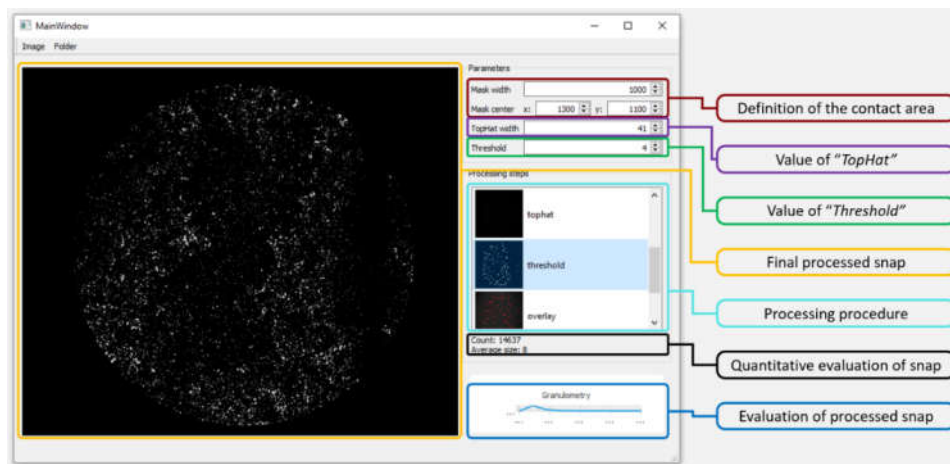 MainWindow
Image Folder
Parameters
Mask width 1000
Mask center x: 1300 y: 1100
TopHat width 41
Threshold 4
Processing steps
tophat
threshold
overlay
Count: 14637
Average size: 8
Granulometry
Definition of the contact area
Value of "TopHat"
Value of "Threshold"
Final processed snap
Processing procedure
Quantitative evaluation of snap
Evaluation of processed snap